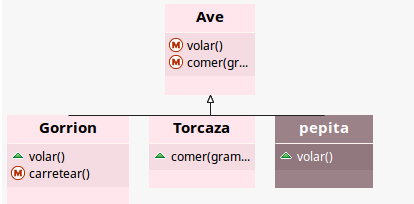 Ave
M volar()
M comer(gr...
Gorrion
volar()
M carretear()
Torcaza
comer(gram...
pepita
volar()